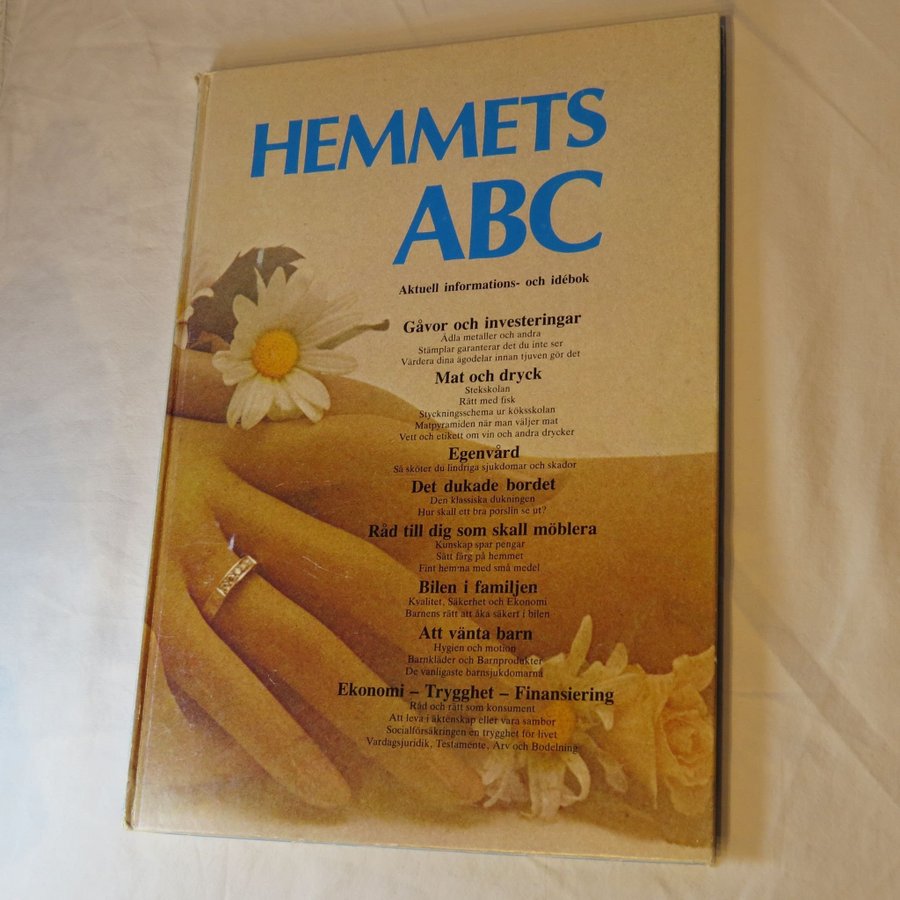 HEMMETS
ABC
Aktuell informations- och idébok
Gåvor och investeringar
Ädla metaller och andra
Stämplar garanterar det du inte ser
Värdera dina ägodelar innan tjuven gör det
Mat och dryck
Stekskolan
Rätt med fisk
Styckningsschema ur köksskolan
Matpyramiden när man väljer mat
Vett och etikett om vin och andra drycker
Egenvård
Så sköter du lindriga sjukdomar och skador
Det dukade bordet
Den klassiska dukningen
Hur skall ett bra porslin se ut?
Råd till dig som skall möblera
Kunskap spar pengar
Sätt färg på hemmet
Fint hemma med små medel
Bilen i familjen
Kvalitet, Säkerhet och Ekonomi
Barnens rätt att åka säkert i bilen
Att vänta barn
Hygien och motion
Barnkläder och Barnprodukter
De vanligaste barnsjukdomarna
Ekonomi – Trygghet – Finansiering
Råd och rätt som konsument
Att leva i äktenskap eller vara sambor
Socialförsäkringen en trygghet för livet
Vardagsjuridik, Testamente, Arv och Bodelning